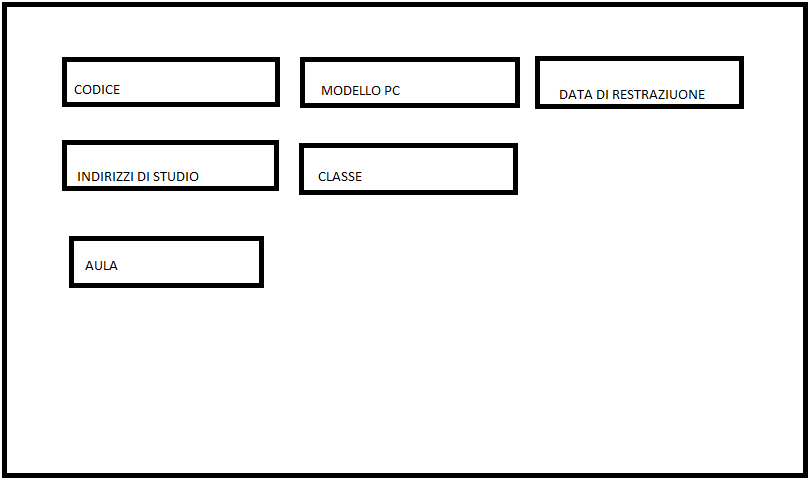 CODICE
MODELLO PC
DATA DI RESTRAZIUONE
INDIRIZZI DI STUDIO
CLASSE
AULA